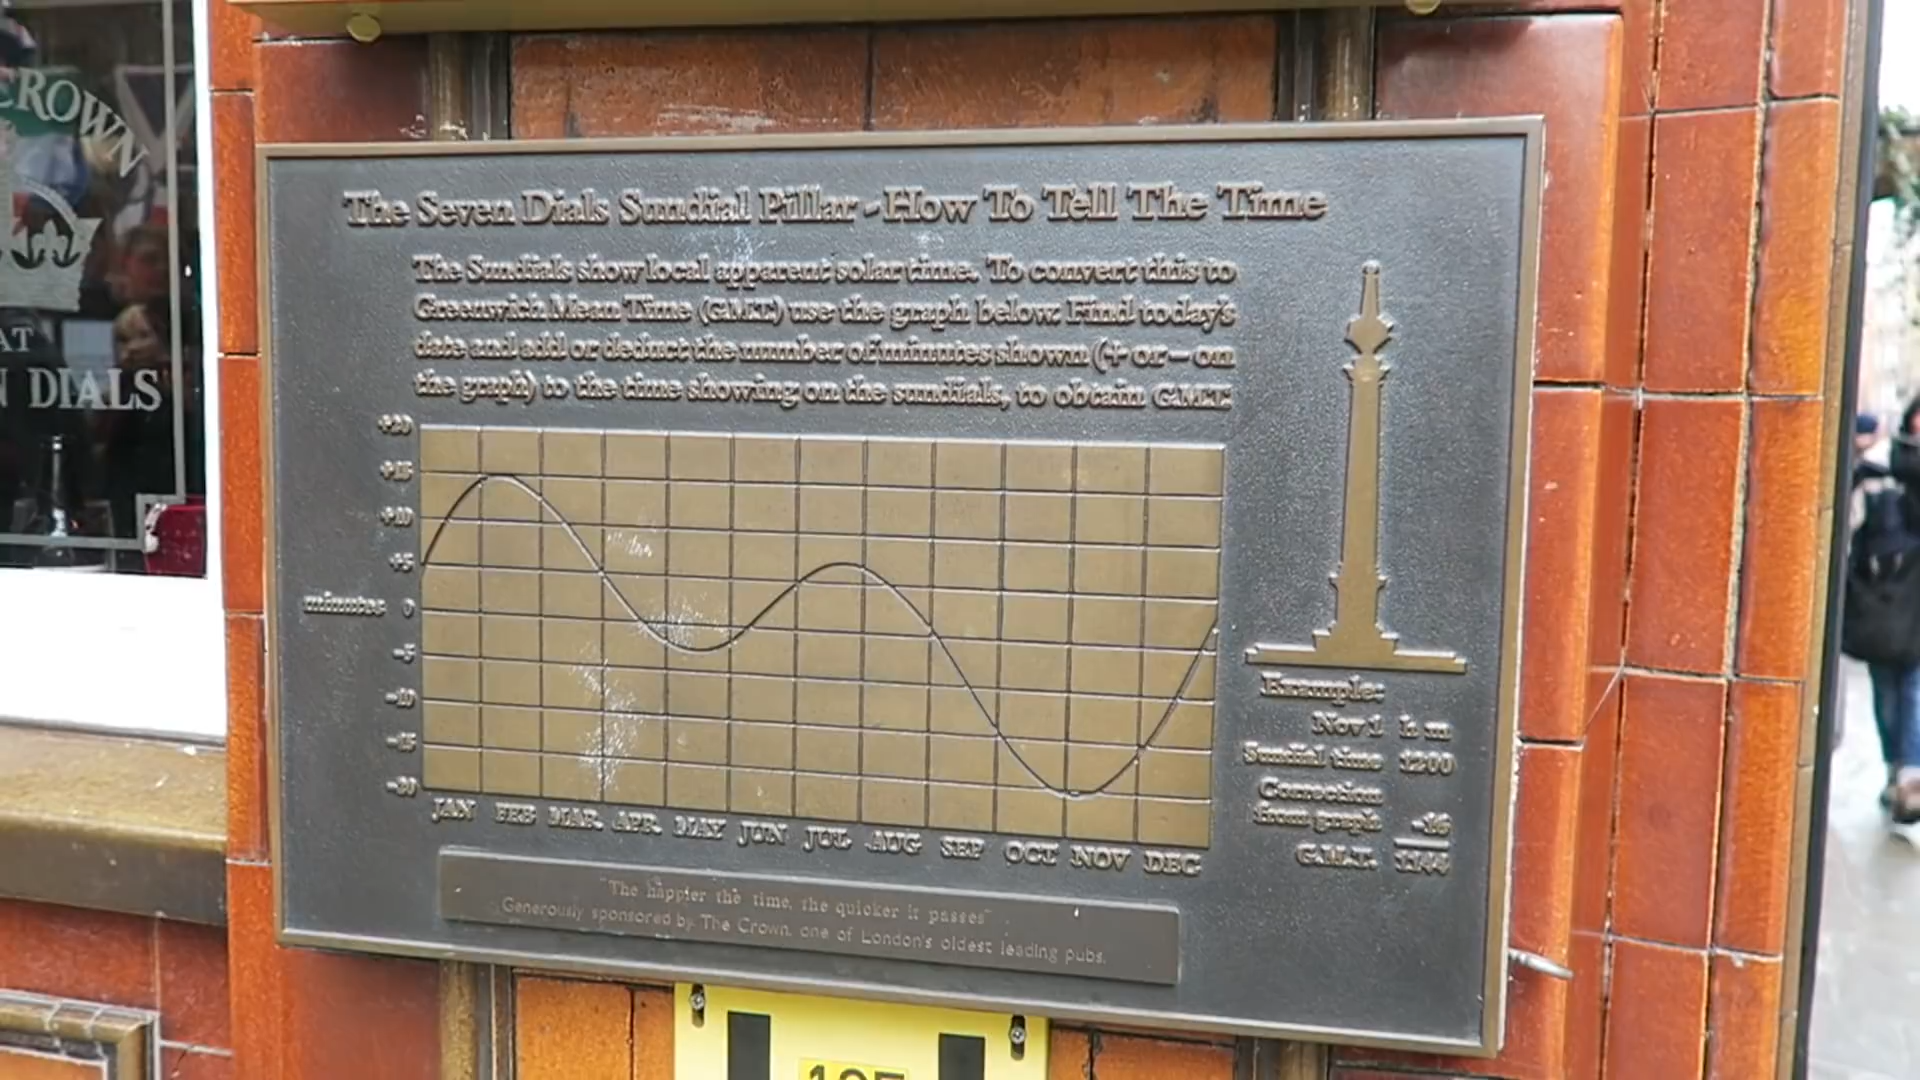 CROWN
AT
N DIALS
The Seven Dials Sundial Pillar - How To Tell The Time
The Sundials show local apparent solar time. To convert this to
Greenwich Mean Time (GMT) use the graph below. Find today's
date and add or deduct the number of minutes shown (+ or – on
the graph) to the time showing on the sundials, to obtain GMT.
+20
+15
+10
+5
minutes 0
-5
-10
-15
-20
JAN FEB MAR. APR. MAY JUN JUL AUG SEP OCT NOV DEC
Example:
Nov 1 h m
Sundial time 1200
Correction
from graph -16
G.M.T. 1144
"The happier the time, the quicker it passes"
Generously sponsored by The Crown, one of London's oldest leading pubs.